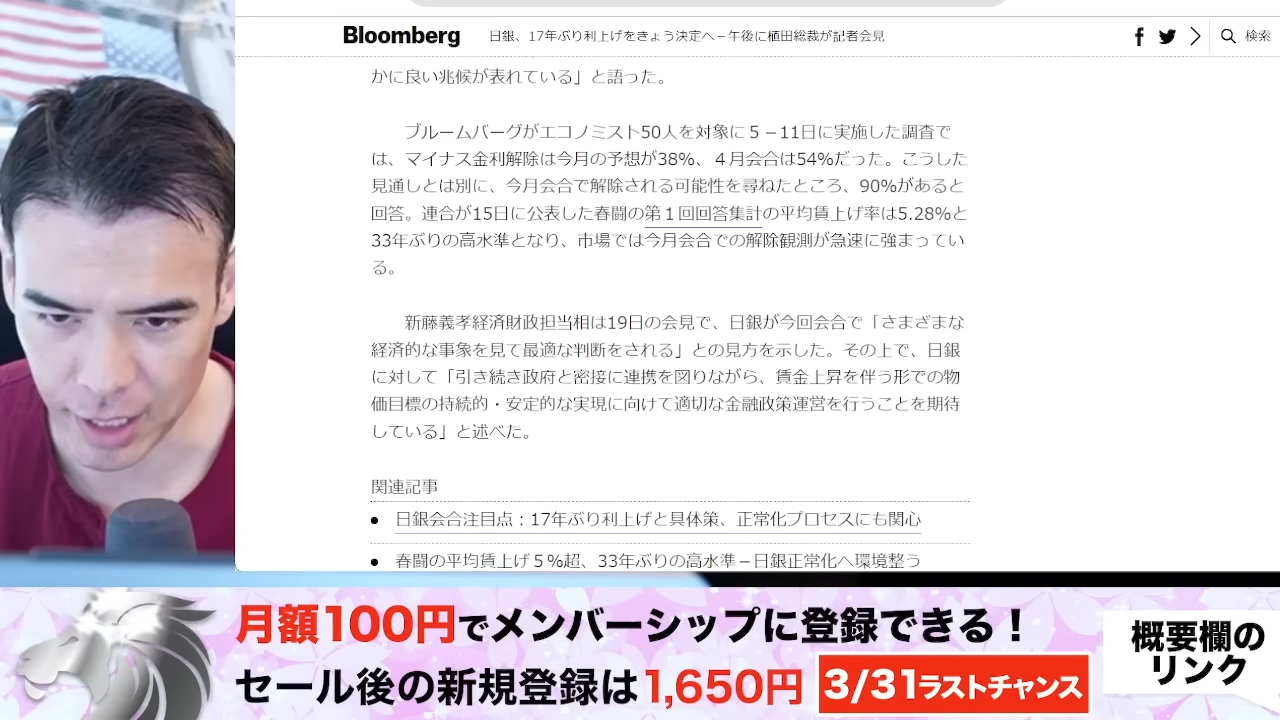 Bloomberg
日銀、17年ぶり利上げをきょう決定へ－午後に植田総裁が記者会見
検索
かに良い兆候が表れている」と語った。
ブルームバーグがエコノミスト50人を対象に５－11日に実施した調査で
は、マイナス金利解除は今月の予想が38%、４月会合は54%だった。こうした
見通しとは別に、今月会合で解除される可能性を尋ねたところ、90%があると
回答。連合が15日に公表した春闘の第１回回答集計の平均賃上げ率は5.28%と
33年ぶりの高水準となり、市場では今月会合での解除観測が急速に強まってい
る。
新藤義孝経済財政担当相は19日の会見で、日銀が今回会合で「さまざまな
経済的な事象を見て最適な判断をされる」との見方を示した。その上で、日銀
に対して「引き続き政府と密接に連携を図りながら、賃金上昇を伴う形での物
価目標の持続的・安定的な実現に向けて適切な金融政策運営を行うことを期待
している」と述べた。
関連記事
日銀会合注目点：17年ぶり利上げと具体策、正常化プロセスにも関心
春闘の平均賃上げ５%超、33年ぶりの高水準－日銀正常化へ環境整う
月額100円でメンバーシップに登録できる！
セール後の新規登録は1,650円 3/31ラストチャンス
概要欄の
リンク